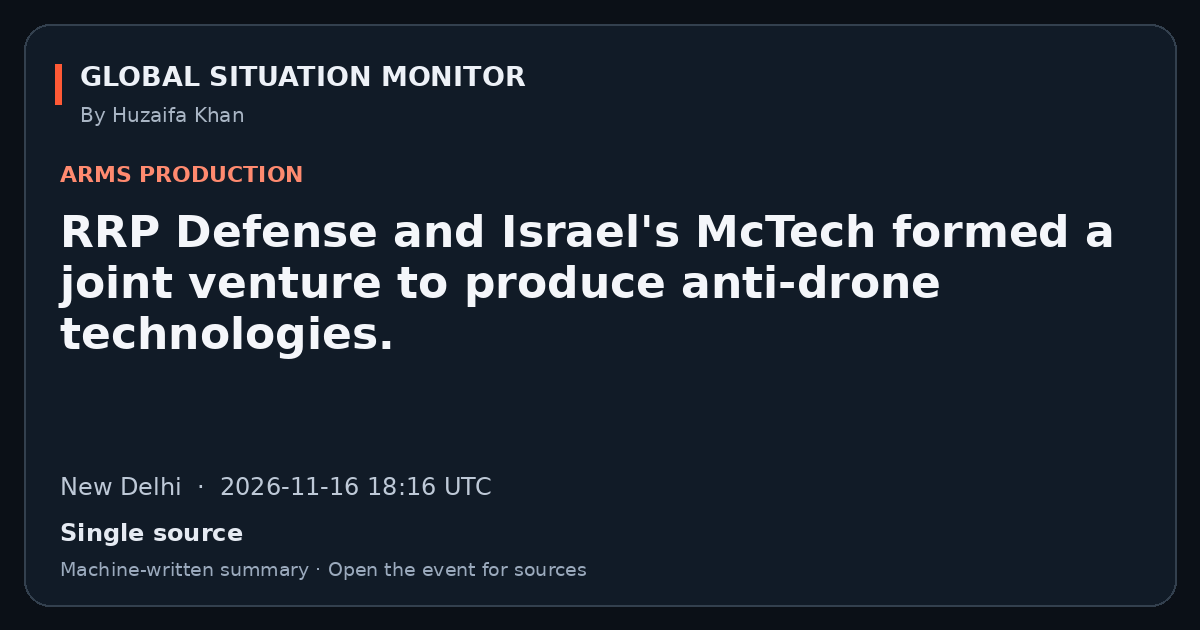 GLOBAL SITUATION MONITOR
By Huzaifa Khan
ARMS PRODUCTION
RRP Defense and Israel's McTech formed a
joint venture to produce anti-drone
technologies.
New Delhi · 2026-11-16 18:16 UTC
Single source
Machine-written summary · Open the event for sources